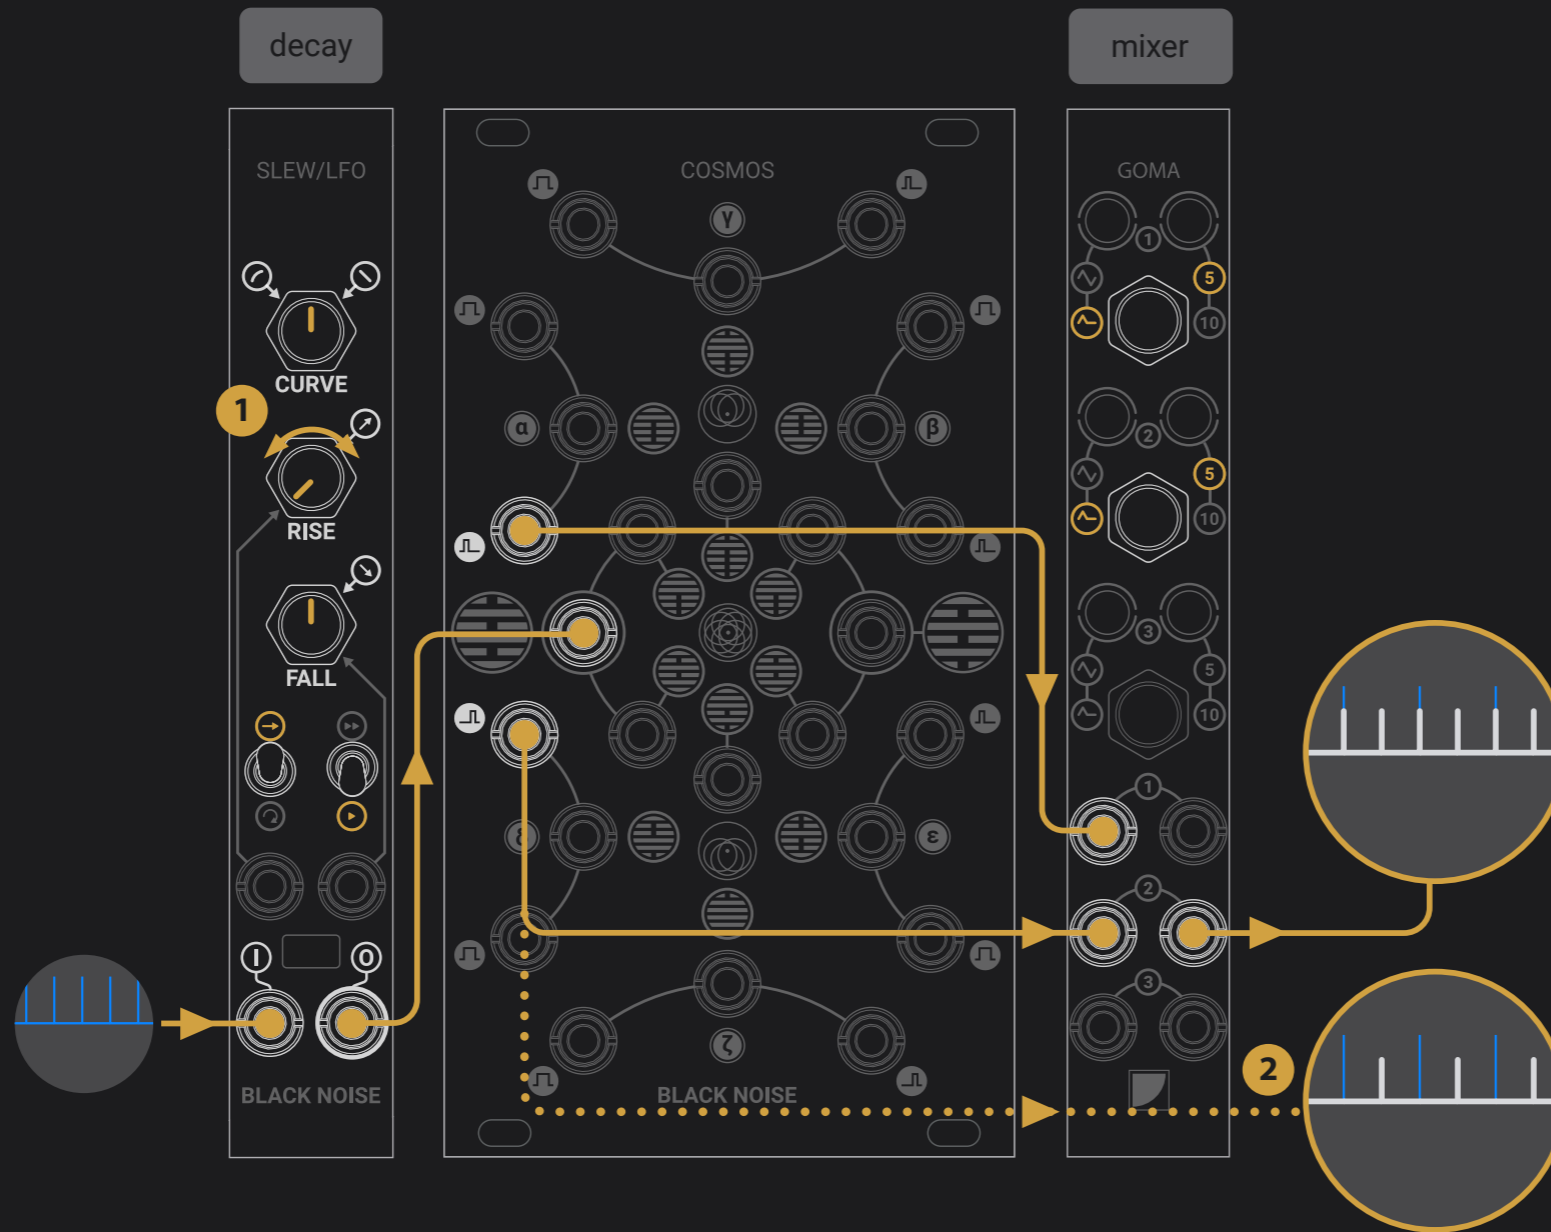 decay
mixer
SLEW/LFO
COSMOS
GOMA
γ
1
5
10
CURVE
1
α
β
2
5
10
RISE
3
5
10
FALL
1
ε
2
I
O
3
ζ
2
BLACK NOISE
BLACK NOISE